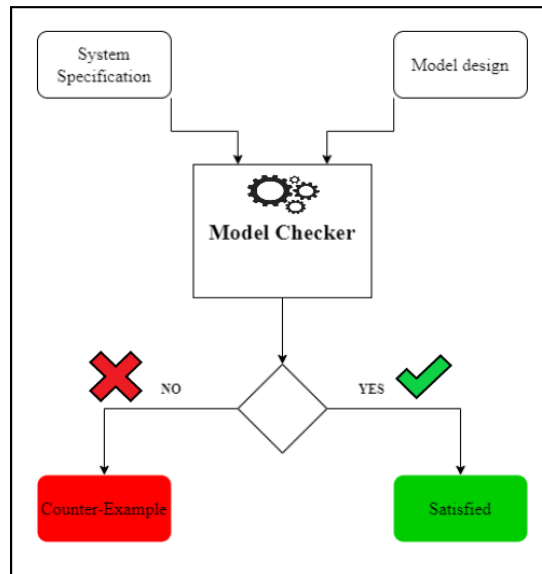 System
Specification
Model design
Model Checker
NO
YES
Counter-Example
Satisfied